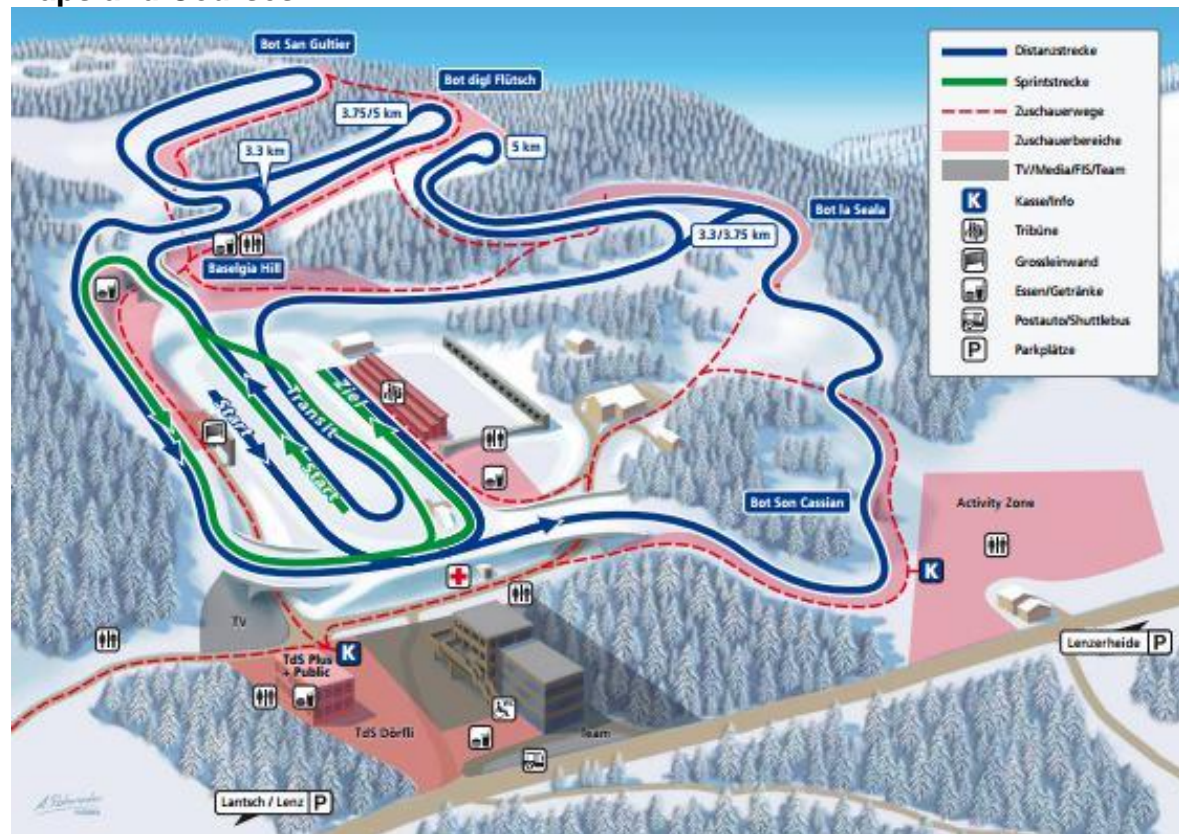 Bot San Gultier
Bot digl Flütsch
3.75/5 km
3.3 km
5 km
Bot la Seala
3.3/3.75 km
Baselgia Hill
Start
Transit
Ziel
Start
Bot Son Cassian
Activity Zone
K
Lenzerheide P
TV
TdS Plus
+ Public
K
TdS Dörfli
Team
Lantsch / Lenz P
Distanzstrecke
Sprintstrecke
Zuschauerwege
Zuschauerbereiche
TV/Media/FIS/Team
K Kasse/Info
Tribüne
Grossleinwand
Essen/Getränke
Postauto/Shuttlebus
P Parkplätze